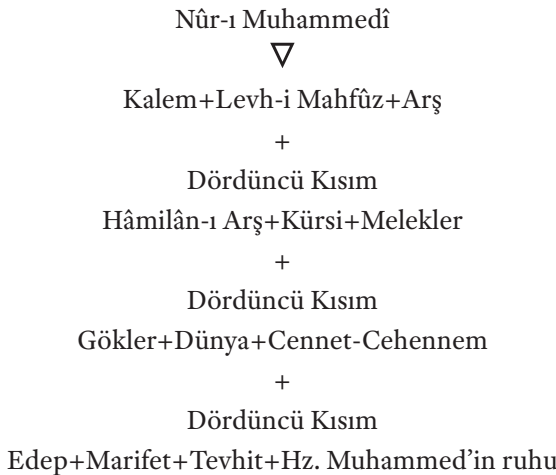 Nûr-ı Muhammedî
∇
Kalem+Levh-i Mahfûz+Arş
+
Dördüncü Kısım
Hâmilân-ı Arş+Kürsi+Melekler
+
Dördüncü Kısım
Gökler+Dünya+Cennet-Cehennem
+
Dördüncü Kısım
Edep+Marifet+Tevhit+Hz. Muhammed’in ruhu